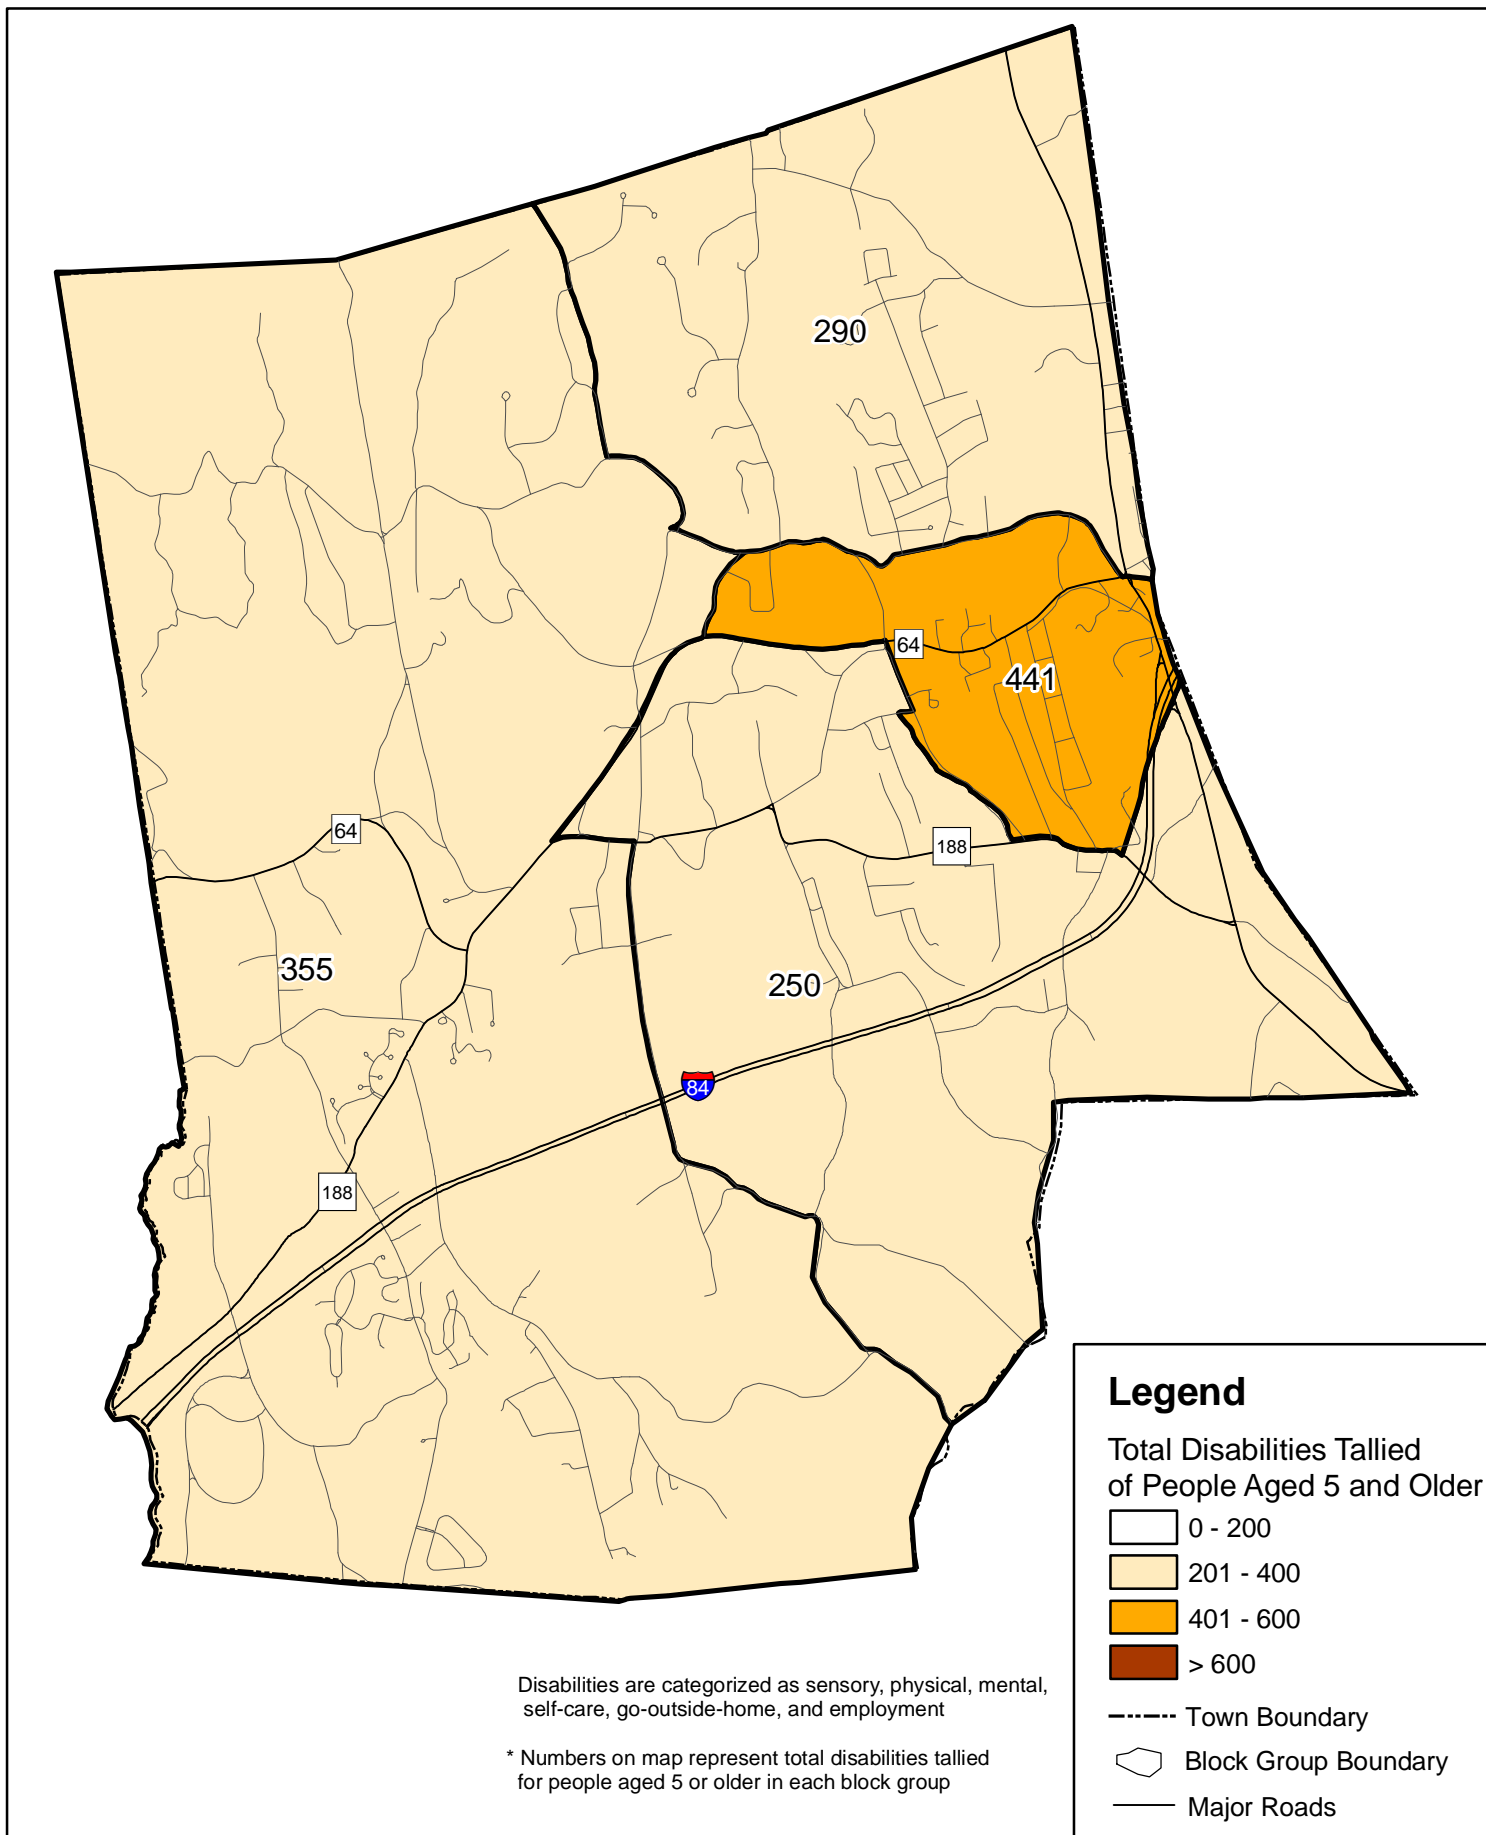 290
64
441
64
188
355
250
84
188
Legend
Total Disabilities Tallied
of People Aged 5 and Older
0 - 200
201 - 400
401 - 600
> 600
Town Boundary
Block Group Boundary
Major Roads
Disabilities are categorized as sensory, physical, mental,
self-care, go-outside-home, and employment
* Numbers on map represent total disabilities tallied
for people aged 5 or older in each block group